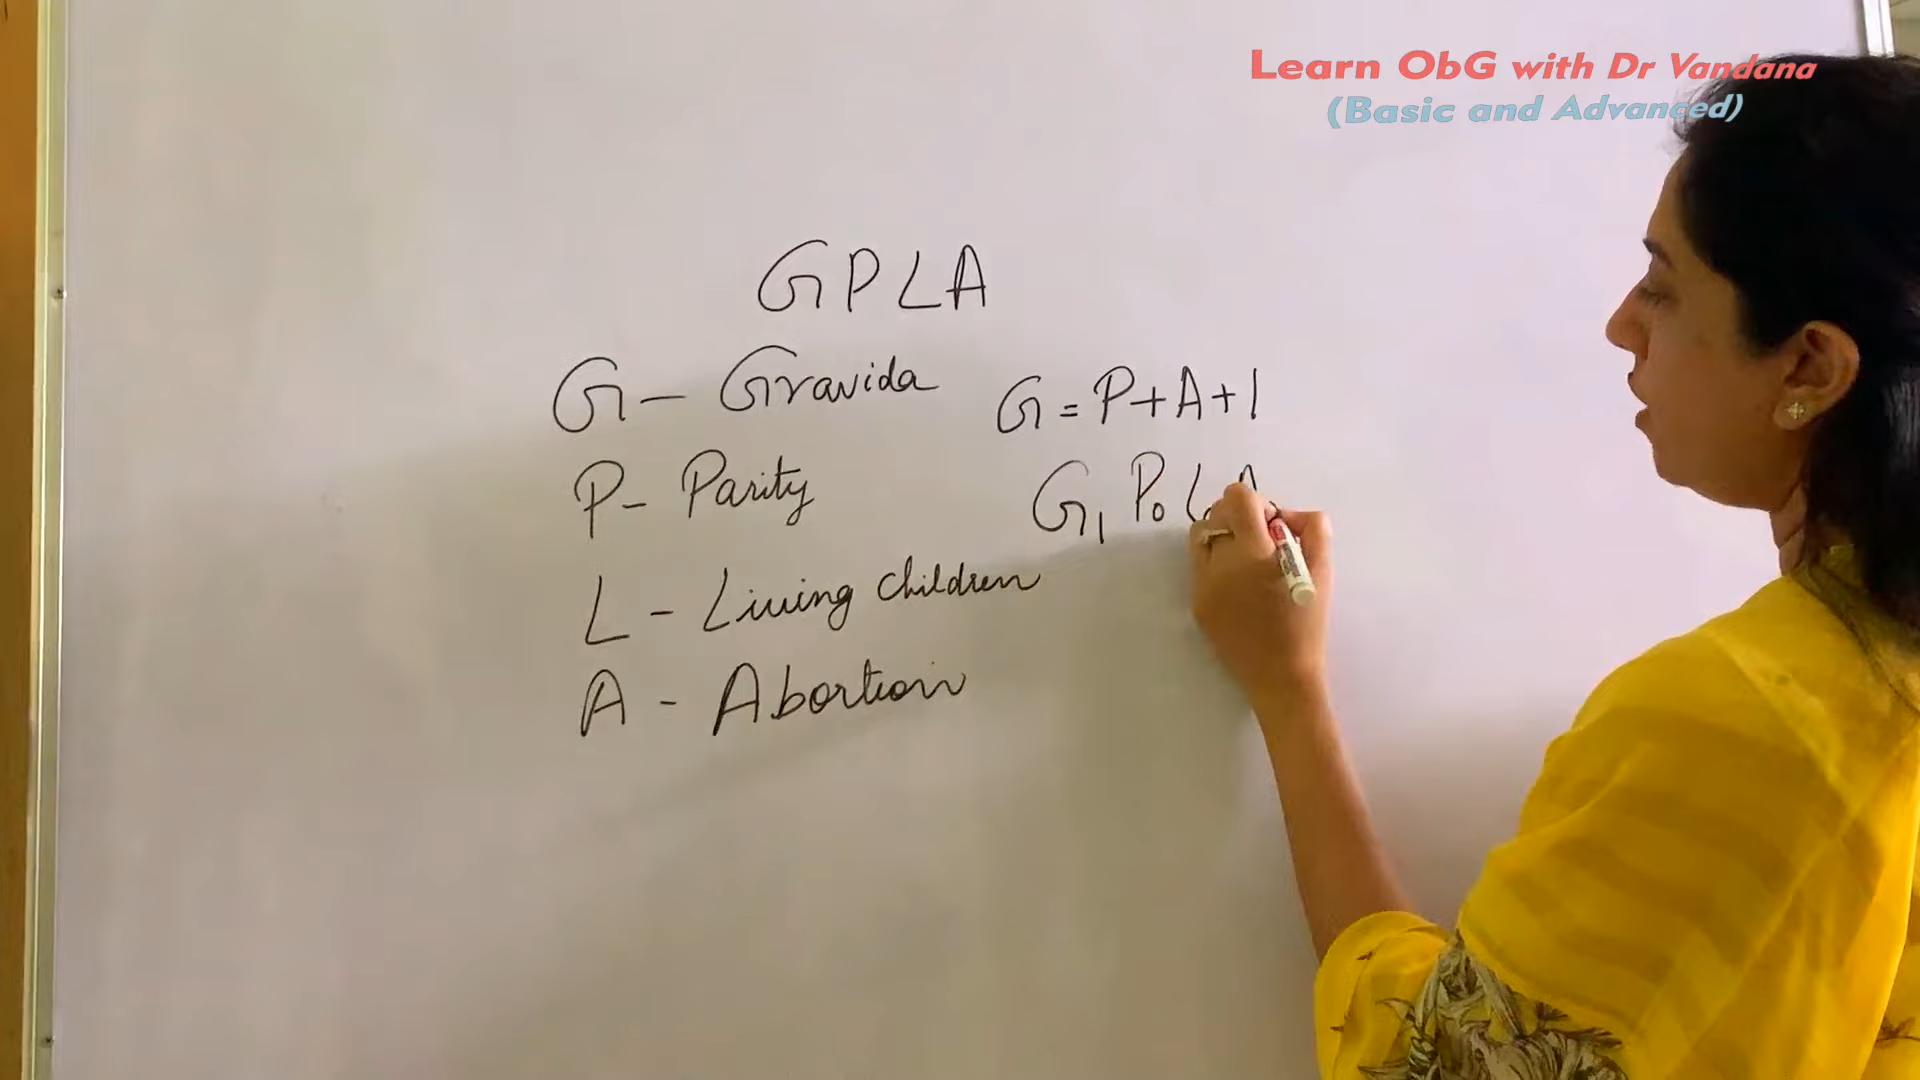 Learn ObG with Dr Vandana
(Basic and Advanced)
GPLA
G - Gravida
G = P + A + 1
P - Parity
G1 P0 L A
L - Living children
A - Abortion